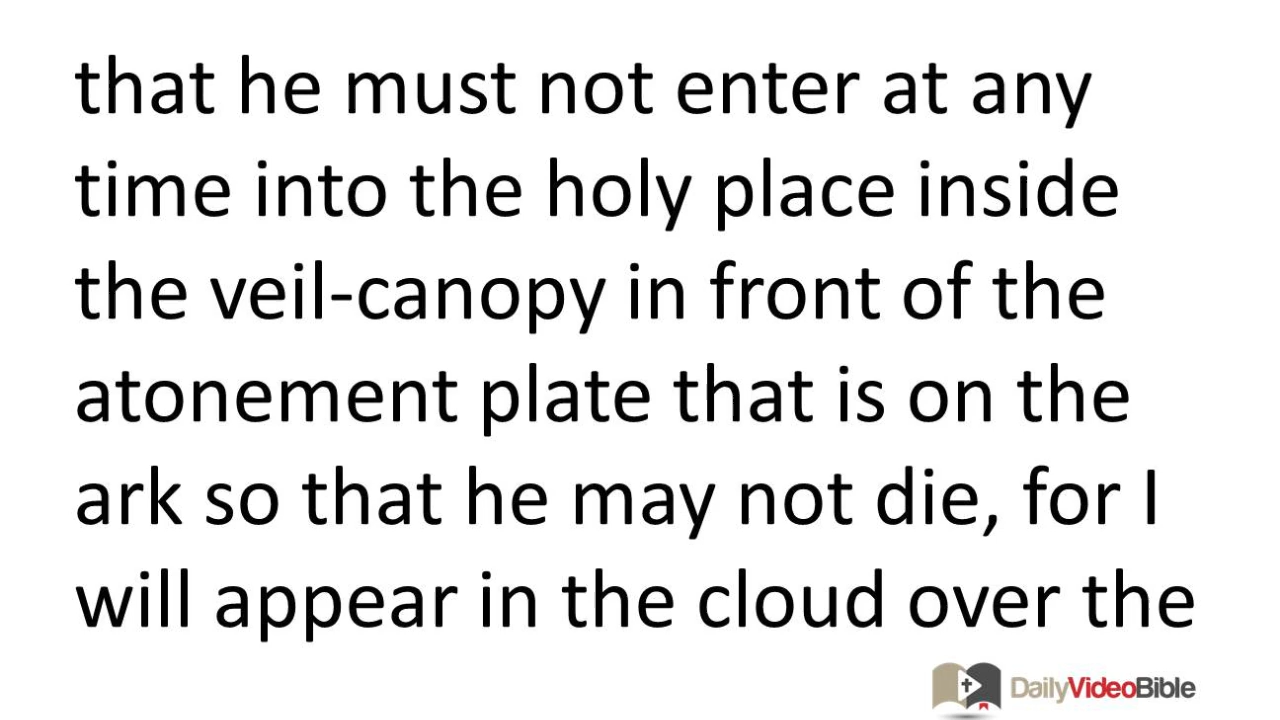 that he must not enter at any
time into the holy place inside
the veil-canopy in front of the
atonement plate that is on the
ark so that he may not die, for I
will appear in the cloud over the
DailyVideoBible